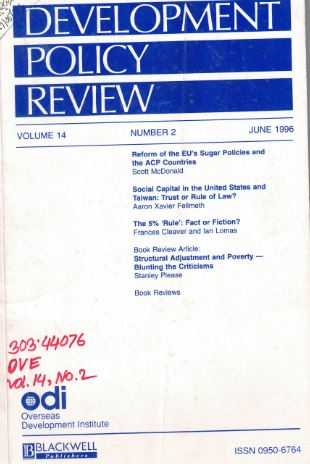 DEVELOPMENT
POLICY
REVIEW
VOLUME 14 NUMBER 2 JUNE 1996
Reform of the EU's Sugar Policies and
the ACP Countries
Scott McDonald
Social Capital in the United States and
Taiwan: Trust or Rule of Law?
Aaron Xavier Fellmeth
The 5% 'Rule': Fact or Fiction?
Frances Cleaver and Ian Lomas
Book Review Article:
Structural Adjustment and Poverty —
Blunting the Criticisms
Stanley Please
Book Reviews
303.44076
OVE
Vol.14, NO.2
odi
Overseas
Development Institute
BLACKWELL
Publishers
ISSN 0950-6764